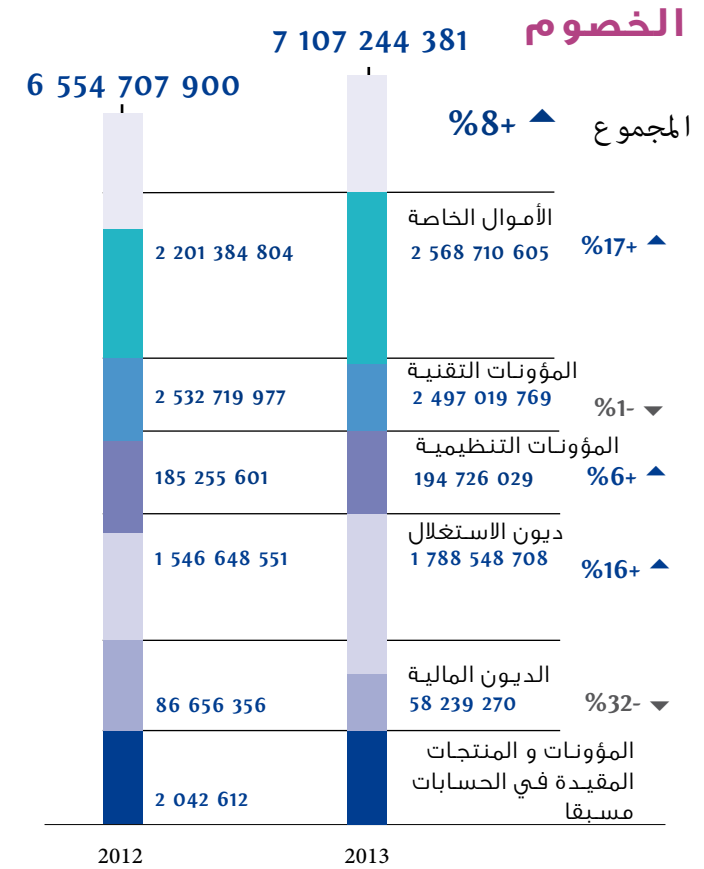 الخصوم
7 107 244 381
6 554 707 900
المجموع
%8+
الأموال الخاصة
%17+
2 568 710 605
2 201 384 804
المؤونات التقنية
2 497 019 769
2 532 719 977
%1-
المؤونات التنظيمية
%6+
194 726 029
185 255 601
ديون الاستغلال
1 788 548 708
1 546 648 551
%16+
الديون المالية
%32-
58 239 270
86 656 356
المؤونات و المنتجات
المقيدة في الحسابات
مسبقا
2 042 612
2013
2012